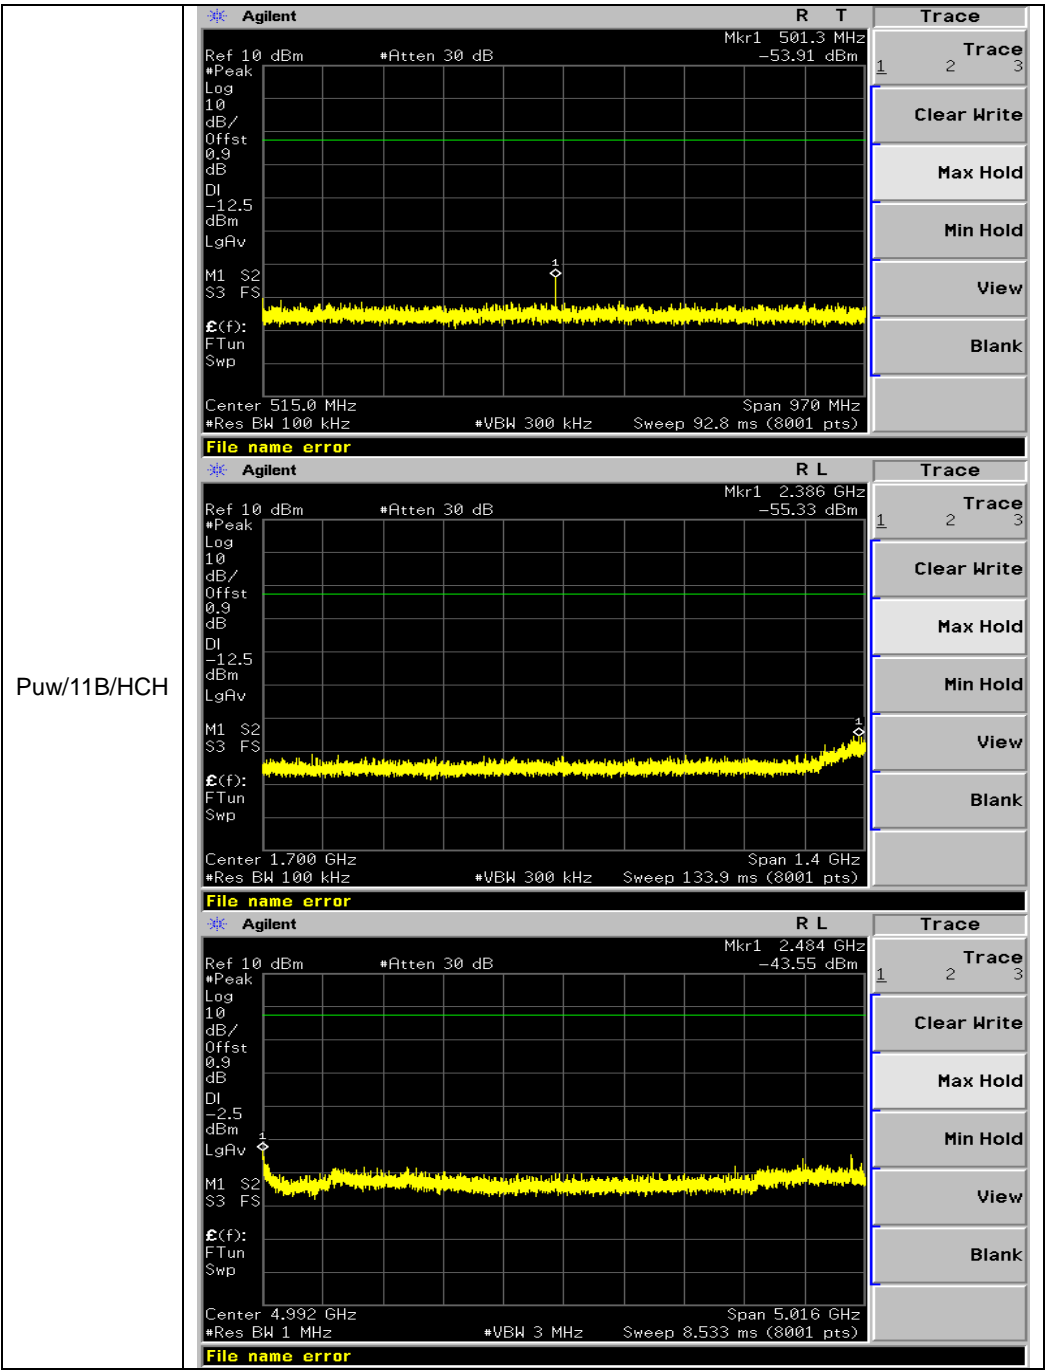 Puw/11B/HCH
Agilent R T Trace
Mkr1 501.3 MHz
Ref 10 dBm #Atten 30 dB -53.91 dBm
#Peak
Log
10
dB/
Offst
0.9
dB
DI
-12.5
dBm
LgAv
M1 S2
S3 FS
£(f):
FTun
Swp
1
Center 515.0 MHz Span 970 MHz
#Res BW 100 kHz #VBW 300 kHz Sweep 92.8 ms (8001 pts)
File name error
Trace
1 2 3
Clear Write
Max Hold
Min Hold
View
Blank
Agilent R L Trace
Mkr1 2.386 GHz
Ref 10 dBm #Atten 30 dB -55.33 dBm
#Peak
Log
10
dB/
Offst
0.9
dB
DI
-12.5
dBm
LgAv
M1 S2
S3 FS
£(f):
FTun
Swp
1
Center 1.700 GHz Span 1.4 GHz
#Res BW 100 kHz #VBW 300 kHz Sweep 133.9 ms (8001 pts)
File name error
Trace
1 2 3
Clear Write
Max Hold
Min Hold
View
Blank
Agilent R L Trace
Mkr1 2.484 GHz
Ref 10 dBm #Atten 30 dB -43.55 dBm
#Peak
Log
10
dB/
Offst
0.9
dB
DI
-2.5
dBm
LgAv
M1 S2
S3 FS
£(f):
FTun
Swp
1
Center 4.992 GHz Span 5.016 GHz
#Res BW 1 MHz #VBW 3 MHz Sweep 8.533 ms (8001 pts)
File name error
Trace
1 2 3
Clear Write
Max Hold
Min Hold
View
Blank